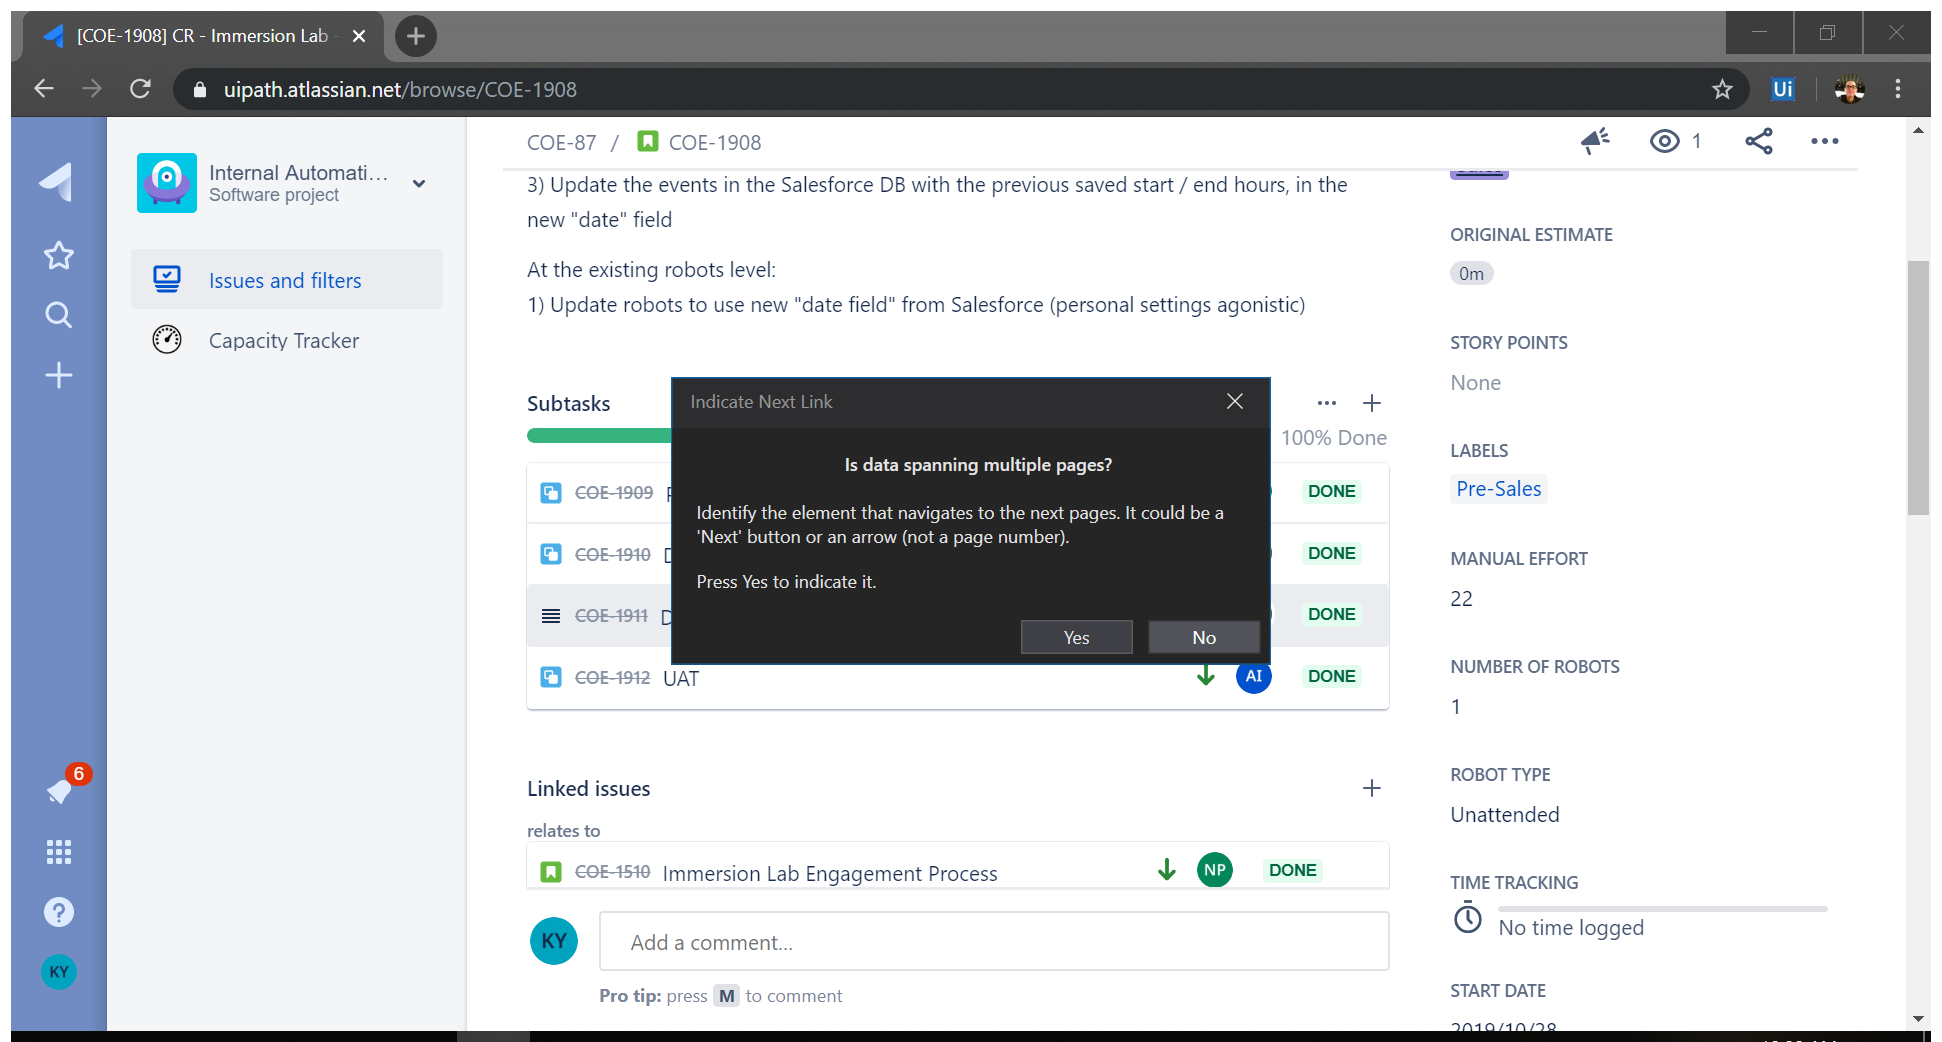 [COE-1908] CR - Immersion Lab -
uipath.atlassian.net/browse/COE-1908
Ui
Internal Automati...
Software project
Issues and filters
Capacity Tracker
6
KY
COE-87 / COE-1908
1
3) Update the events in the Salesforce DB with the previous saved start / end hours, in the
new "date" field
At the existing robots level:
1) Update robots to use new "date field" from Salesforce (personal settings agonistic)
Subtasks
100% Done
COE-1909
DONE
COE-1910
DONE
COE-1911
DONE
COE-1912 UAT AI DONE
Indicate Next Link
Is data spanning multiple pages?
Identify the element that navigates to the next pages. It could be a
'Next' button or an arrow (not a page number).
Press Yes to indicate it.
Yes No
Linked issues
relates to
COE-1510 Immersion Lab Engagement Process NP DONE
KY Add a comment...
Pro tip: press M to comment
ORIGINAL ESTIMATE
0m
STORY POINTS
None
LABELS
Pre-Sales
MANUAL EFFORT
22
NUMBER OF ROBOTS
1
ROBOT TYPE
Unattended
TIME TRACKING
No time logged
START DATE
2019/10/28